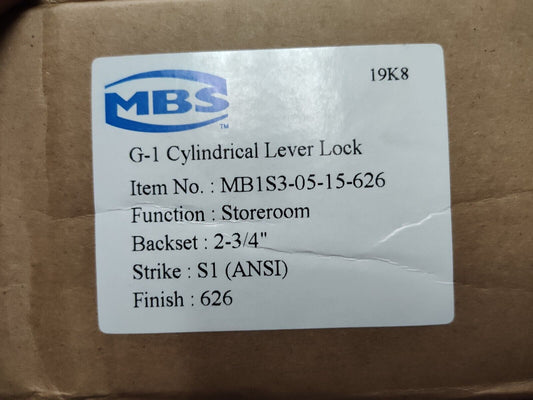 MBS
TM
19K8
G-1 Cylindrical Lever Lock
Item No. : MB1S3-05-15-626
Function : Storeroom
Backset : 2-3/4"
Strike : S1 (ANSI)
Finish : 626